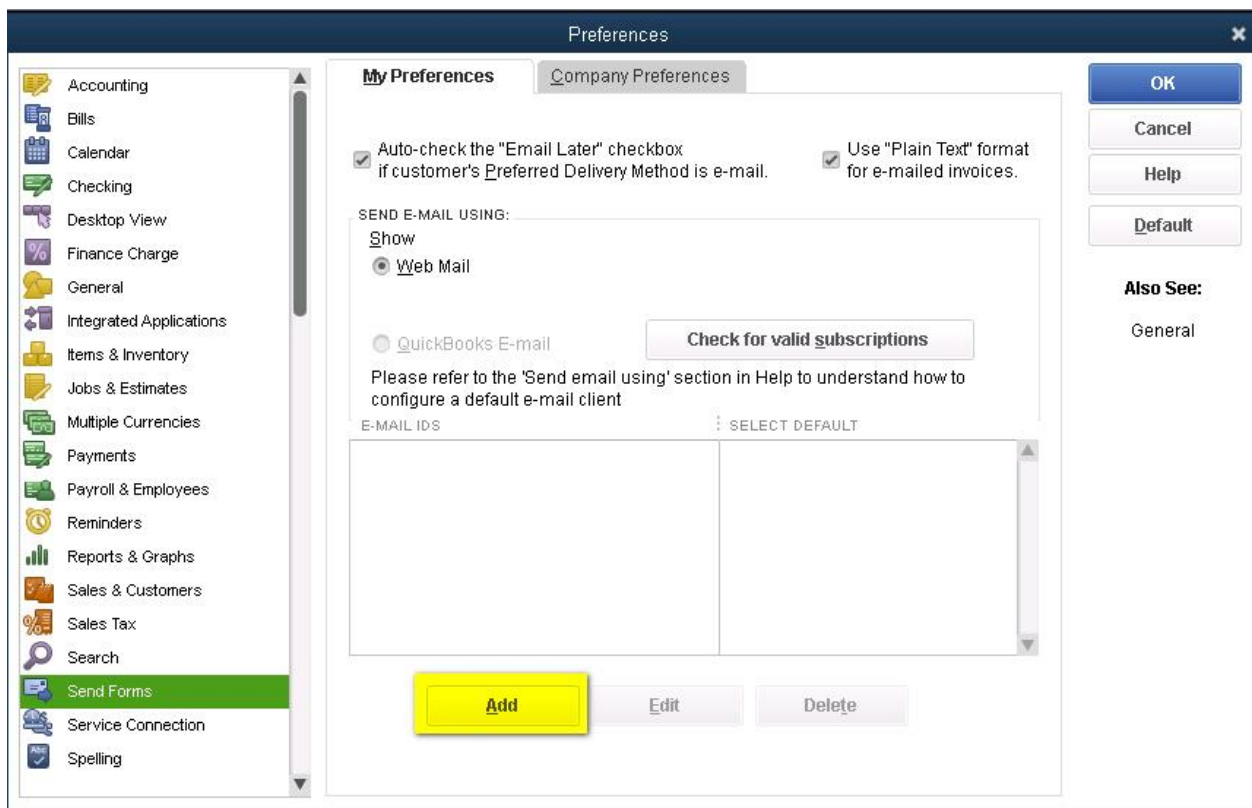 Preferences
Accounting
Bills
Calendar
Checking
Desktop View
Finance Charge
General
Integrated Applications
Items & Inventory
Jobs & Estimates
Multiple Currencies
Payments
Payroll & Employees
Reminders
Reports & Graphs
Sales & Customers
Sales Tax
Search
Send Forms
Service Connection
Abc
Spelling
My Preferences
Company Preferences
Auto-check the "Email Later" checkbox
if customer's Preferred Delivery Method is e-mail.
Use "Plain Text" format
for e-mailed invoices.
SEND E-MAIL USING:
Show
Web Mail
QuickBooks E-mail
Check for valid subscriptions
Please refer to the 'Send email using' section in Help to understand how to
configure a default e-mail client
E-MAIL IDS
SELECT DEFAULT
Add
Edit
Delete
OK
Cancel
Help
Default
Also See:
General